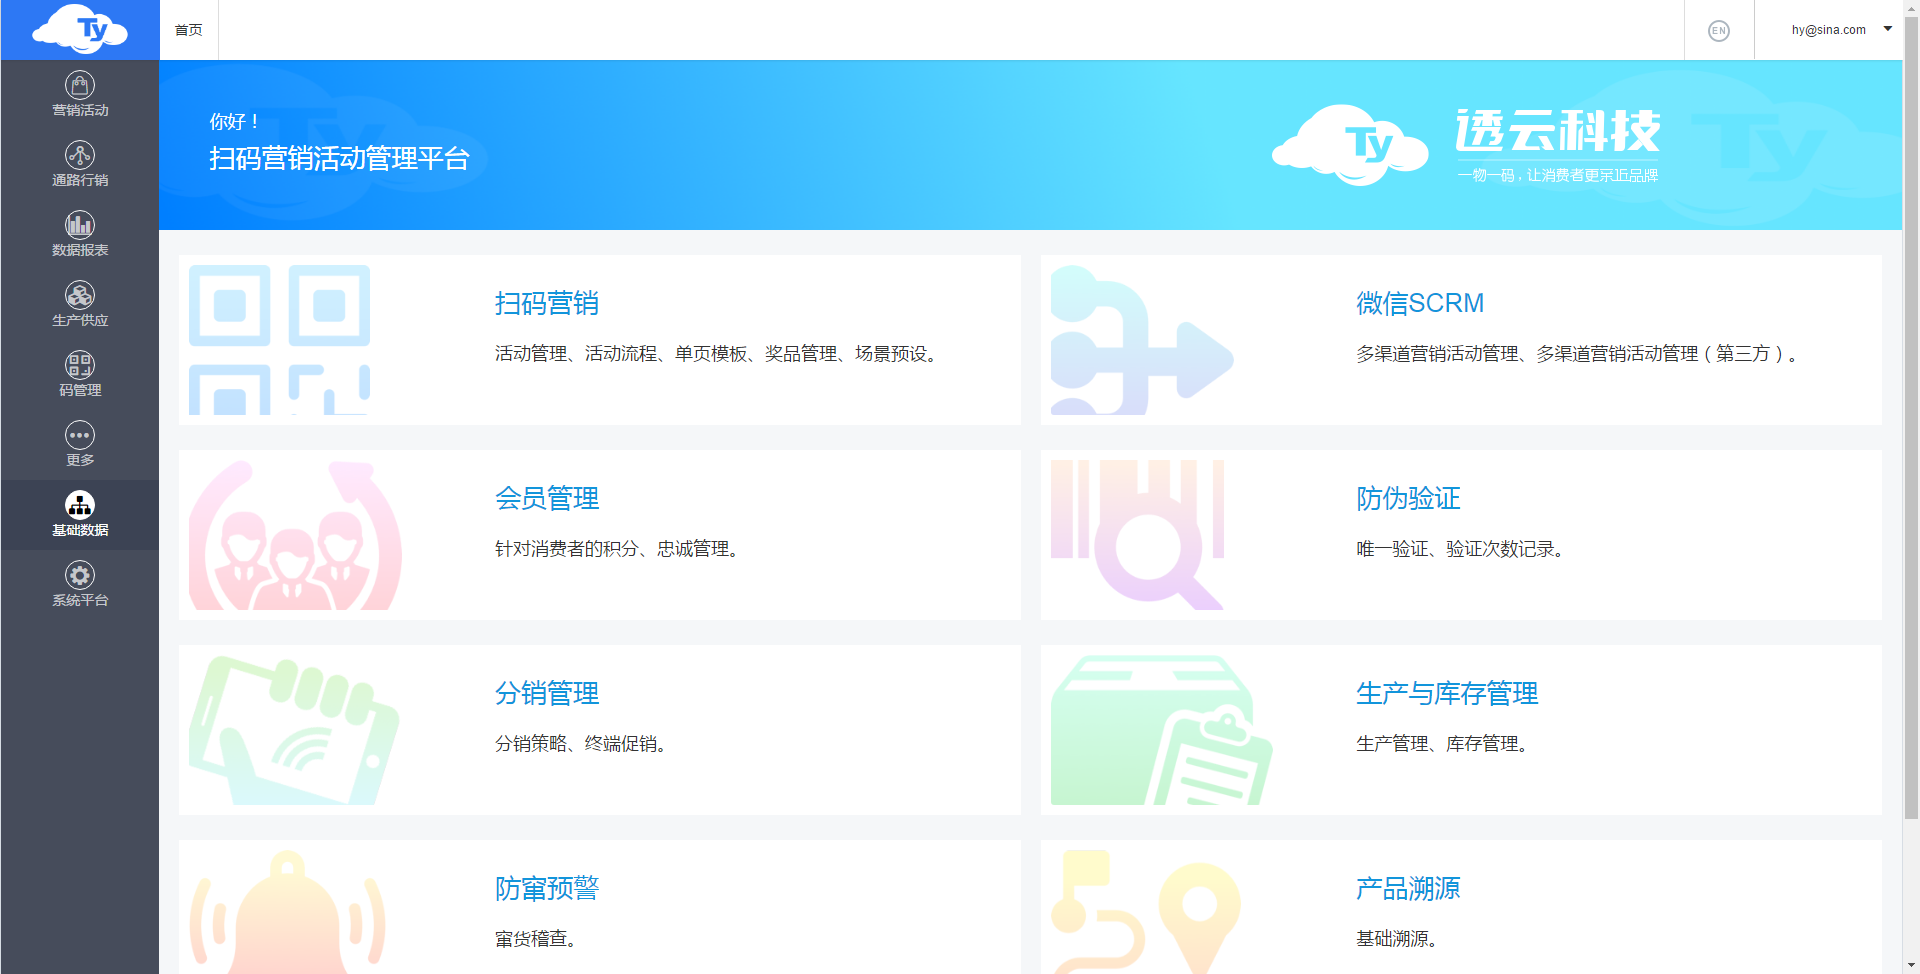 Ty
首页
EN
hy@sina.com
营销活动
通路行销
数据报表
生产供应
码管理
更多
基础数据
系统平台
你好！
扫码营销活动管理平台
Ty
透云科技
一物一码，让消费者更亲近品牌
扫码营销
活动管理、活动流程、单页模板、奖品管理、场景预设。
微信SCRM
多渠道营销活动管理、多渠道营销活动管理（第三方）。
会员管理
针对消费者的积分、忠诚管理。
防伪验证
唯一验证、验证次数记录。
分销管理
分销策略、终端促销。
生产与库存管理
生产管理、库存管理。
防窜预警
窜货稽查。
产品溯源
基础溯源。